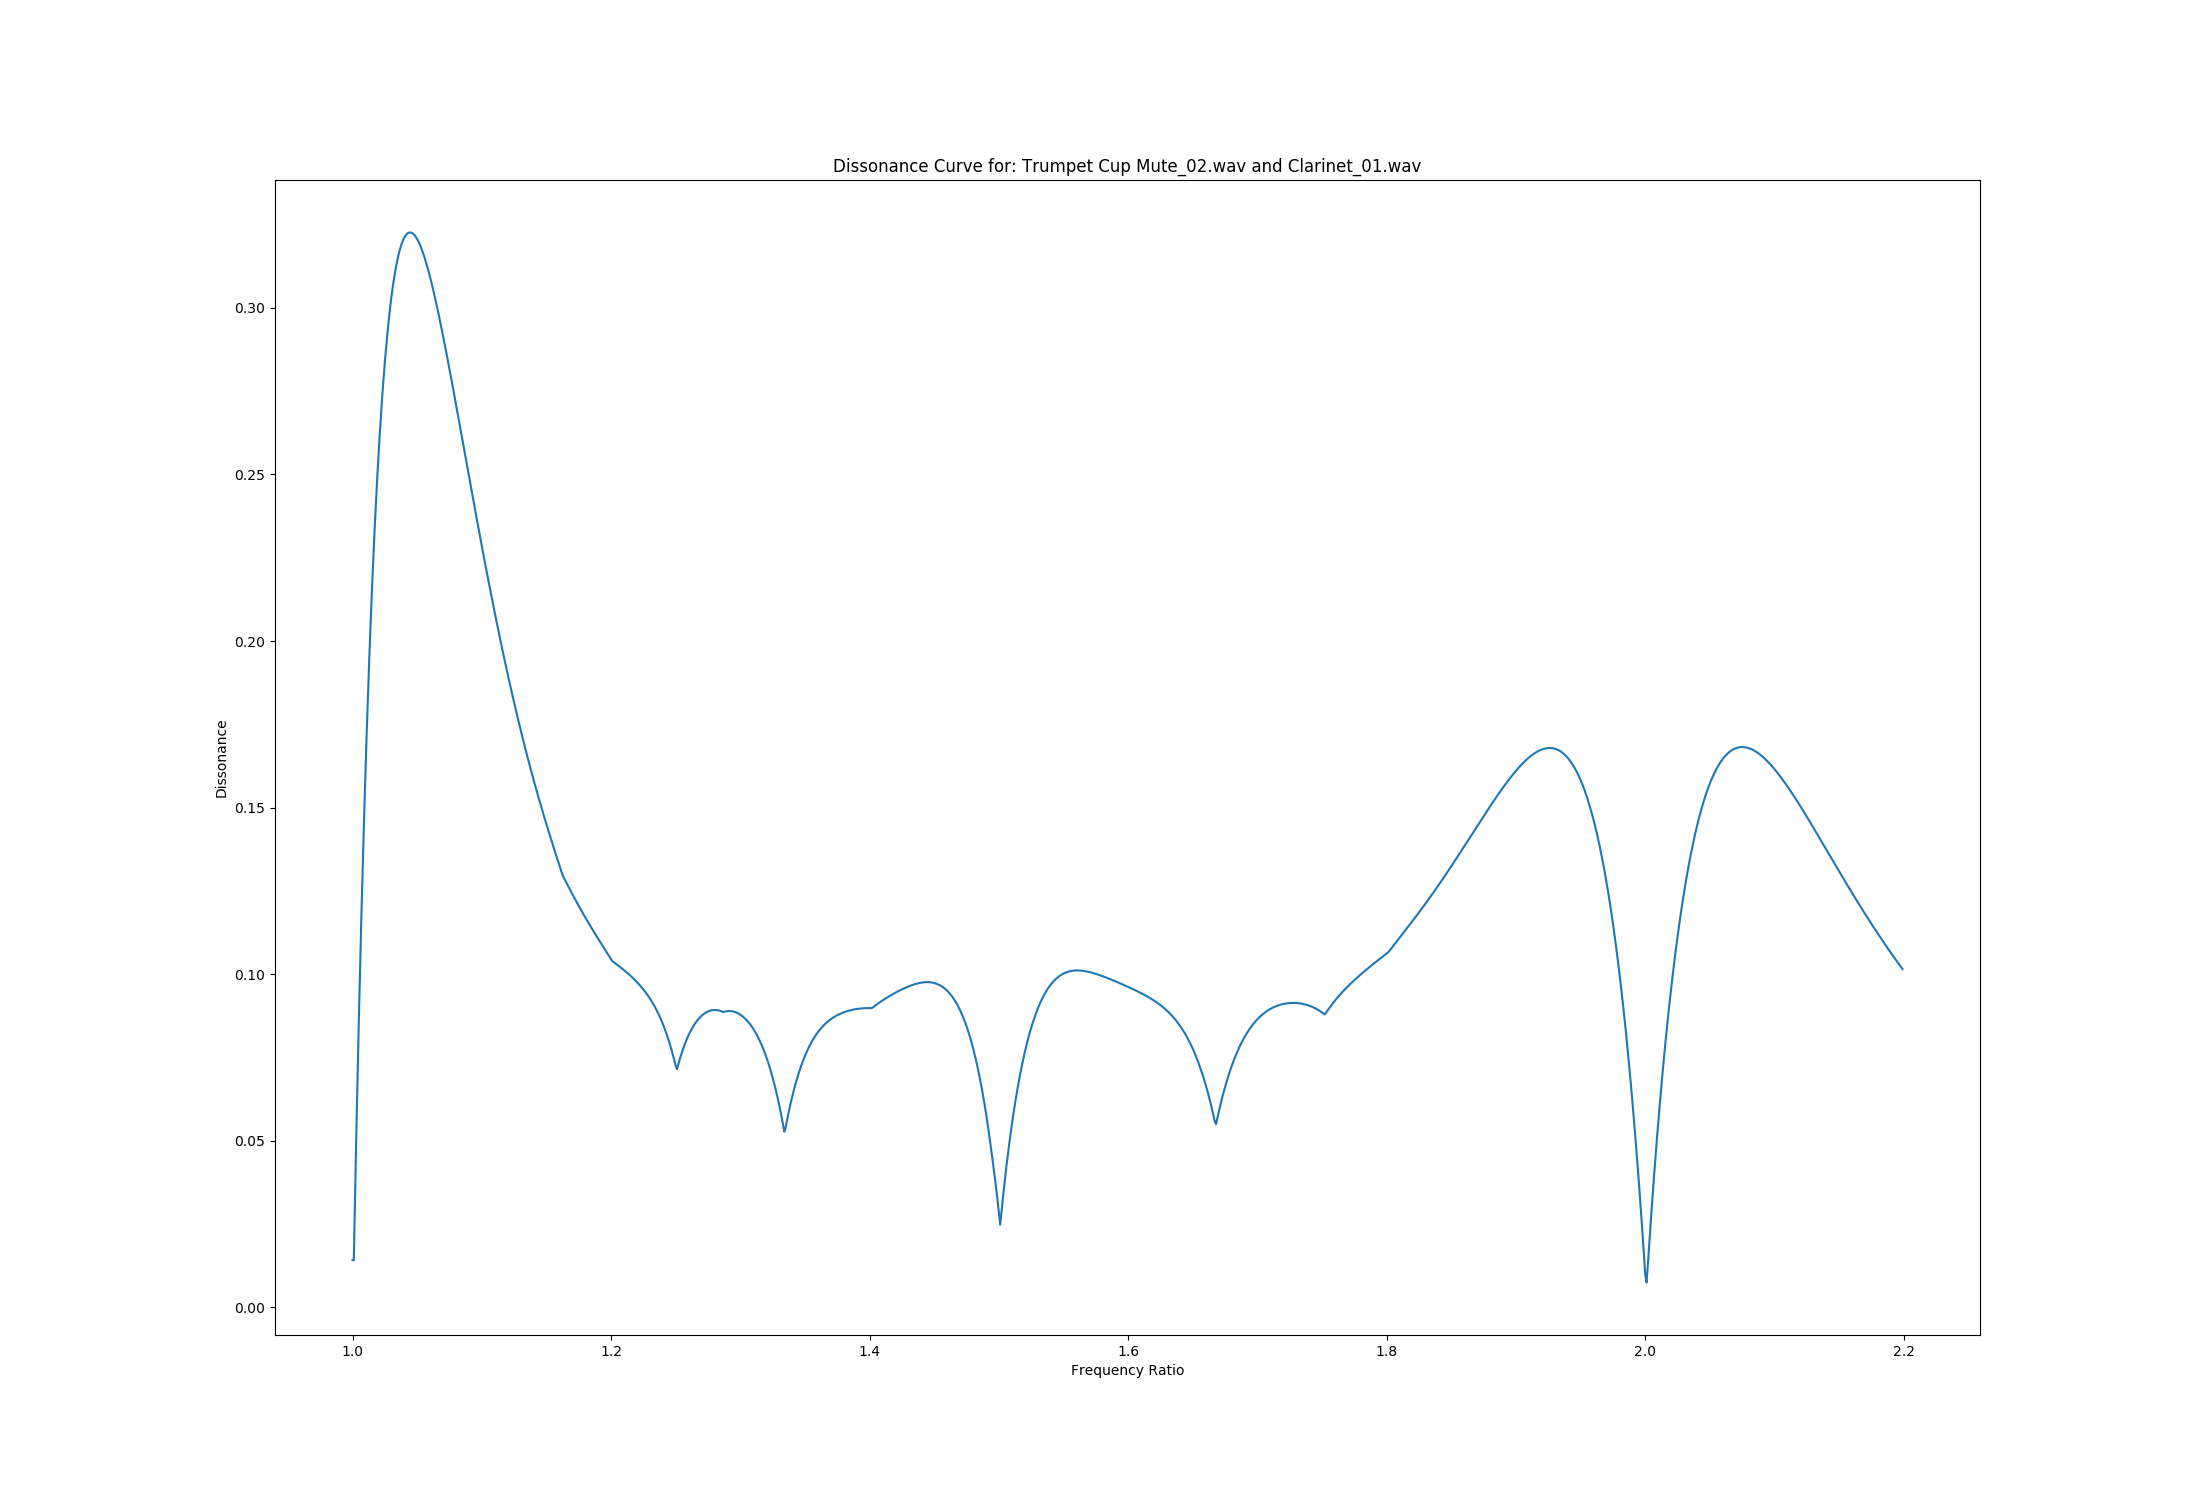 Dissonance Curve for: Trumpet Cup Mute_02.wav and Clarinet_01.wav
Dissonance
0.30
0.25
0.20
0.15
0.10
0.05
0.00
1.0 1.2 1.4 1.6 1.8 2.0 2.2
Frequency Ratio